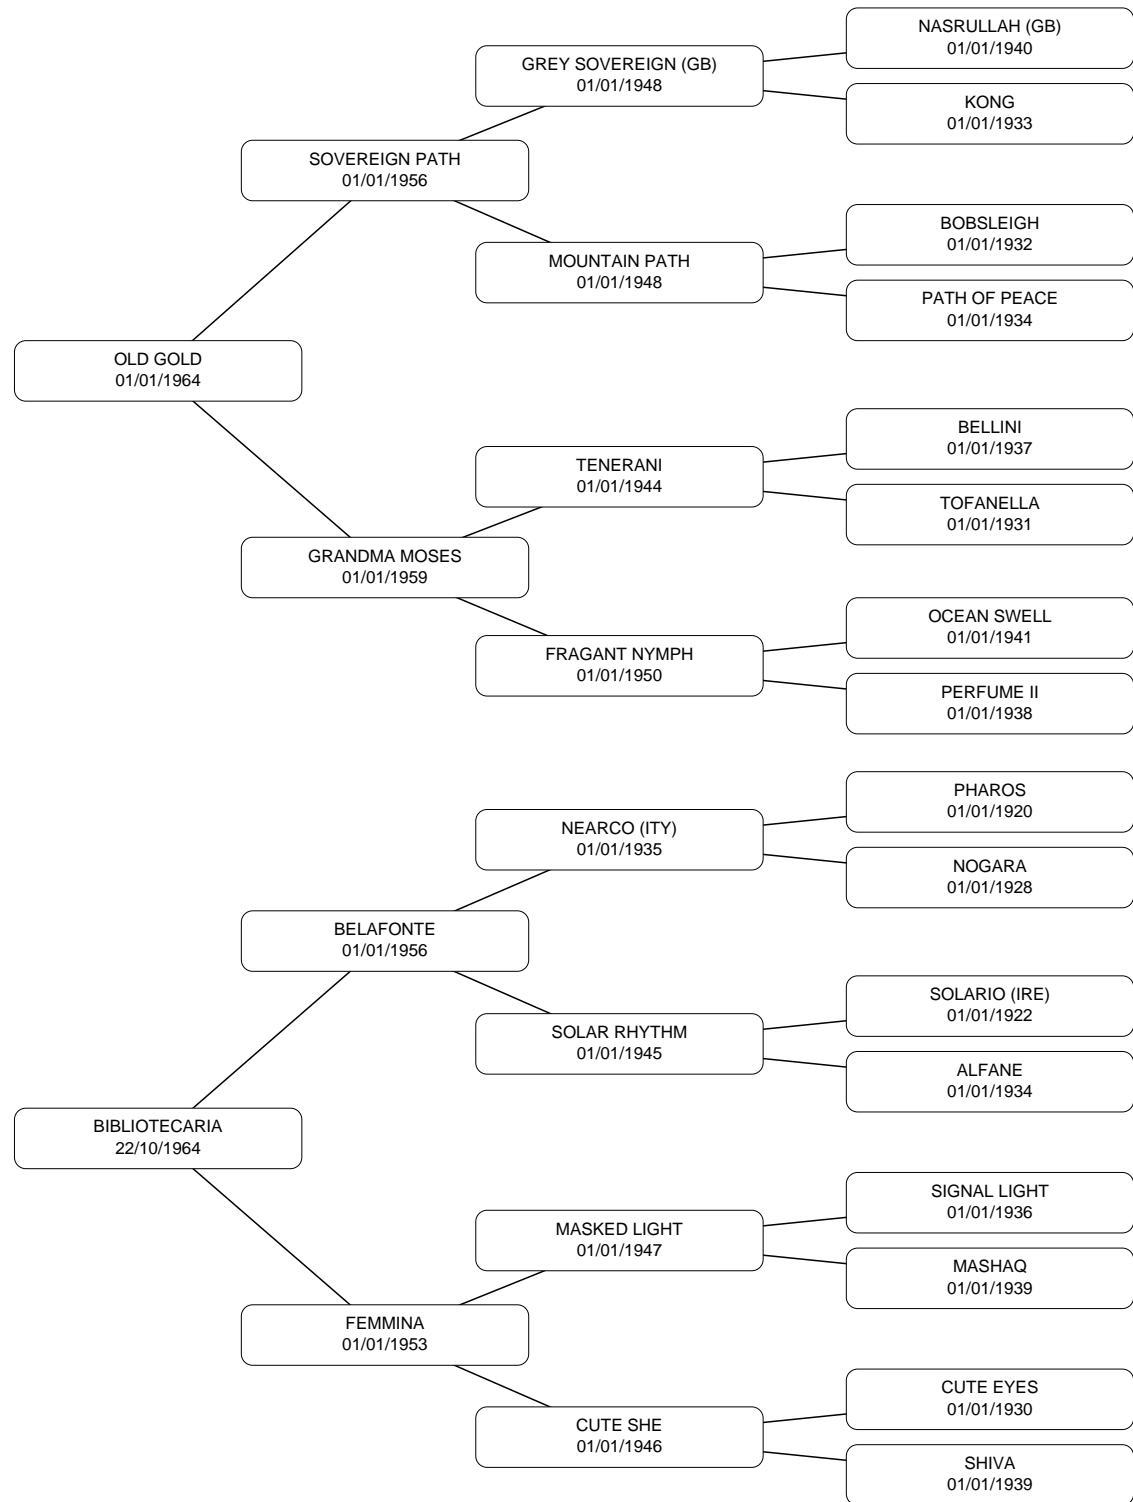 NASRULLAH (GB)
01/01/1940
GREY SOVEREIGN (GB)
01/01/1948
KONG
01/01/1933
SOVEREIGN PATH
01/01/1956
BOBSLEIGH
01/01/1932
MOUNTAIN PATH
01/01/1948
PATH OF PEACE
01/01/1934
OLD GOLD
01/01/1964
BELLINI
01/01/1937
TENERANI
01/01/1944
TOFANELLA
01/01/1931
GRANDMA MOSES
01/01/1959
OCEAN SWELL
01/01/1941
FRAGANT NYMPH
01/01/1950
PERFUME II
01/01/1938
PHAROS
01/01/1920
NEARCO (ITY)
01/01/1935
NOGARA
01/01/1928
BELAFONTE
01/01/1956
SOLARIO (IRE)
01/01/1922
SOLAR RHYTHM
01/01/1945
ALFANE
01/01/1934
BIBLIOTECARIA
22/10/1964
SIGNAL LIGHT
01/01/1936
MASKED LIGHT
01/01/1947
MASHAQ
01/01/1939
FEMMINA
01/01/1953
CUTE EYES
01/01/1930
CUTE SHE
01/01/1946
SHIVA
01/01/1939